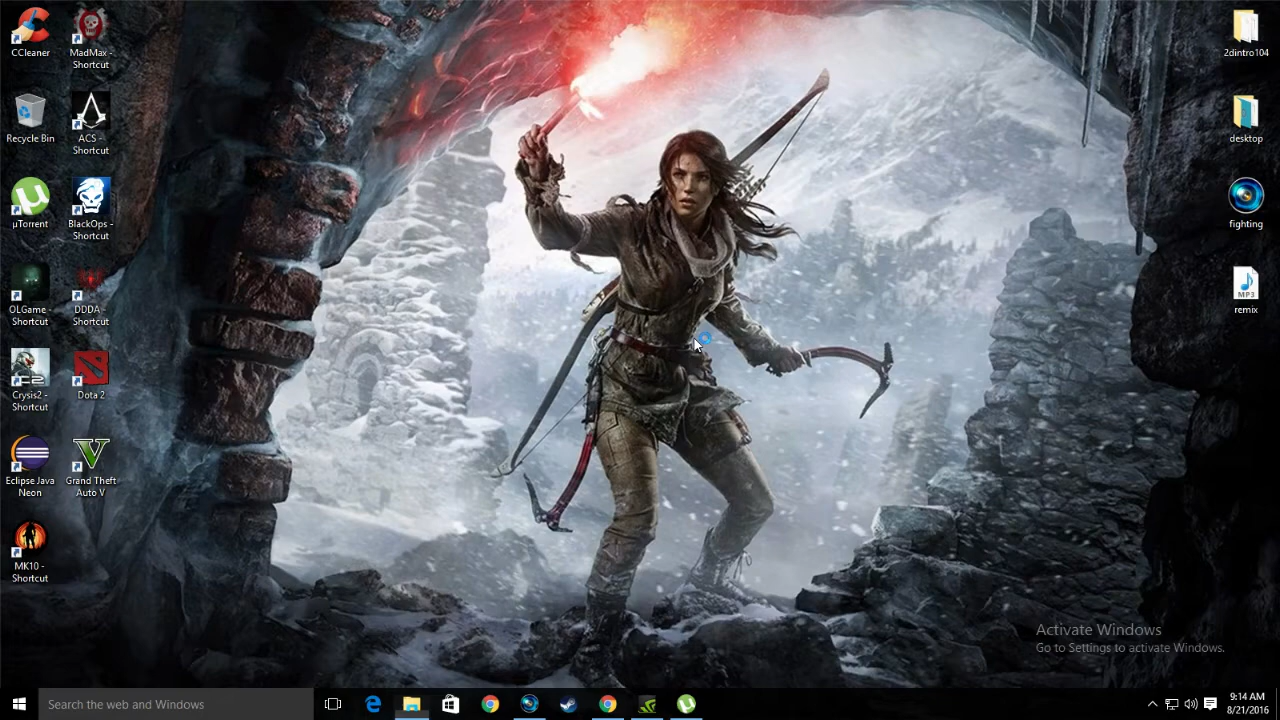 CCleaner
MadMax -
Shortcut
Recycle Bin
ACS -
Shortcut
µTorrent
BlackOps -
Shortcut
OLGame -
Shortcut
DDDA -
Shortcut
Crysis2 -
Shortcut
Dota 2
Eclipse Java
Neon
Grand Theft
Auto V
MK10 -
Shortcut
2dintro104
desktop
fighting
MP3
remix
Activate Windows
Go to Settings to activate Windows.
Search the web and Windows
9:14 AM
8/21/2016